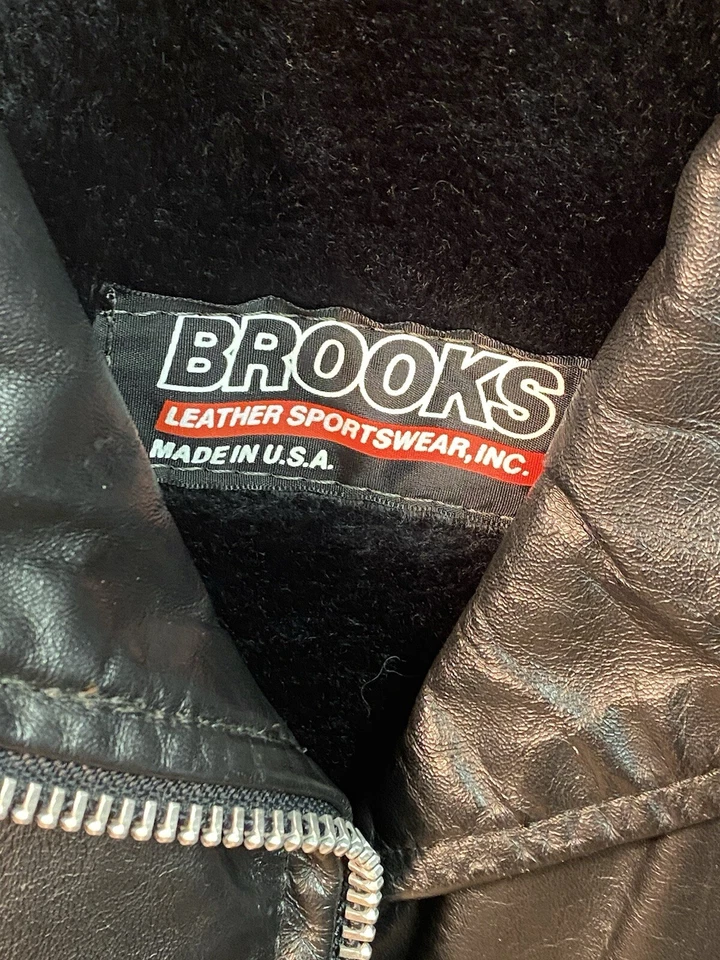 BROOKS
LEATHER SPORTSWEAR, INC.
MADE IN U.S.A.